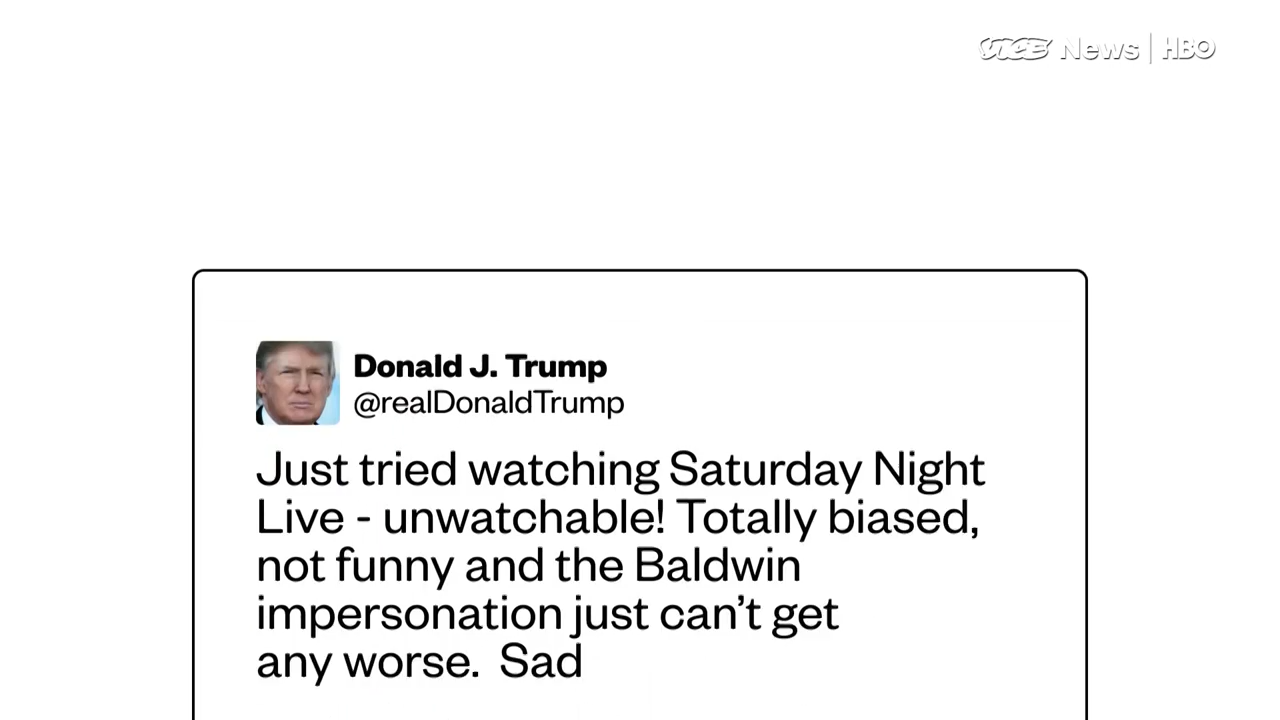 VICE News | HBO
Donald J. Trump
@realDonaldTrump
Just tried watching Saturday Night
Live - unwatchable! Totally biased,
not funny and the Baldwin
impersonation just can’t get
any worse.  Sad